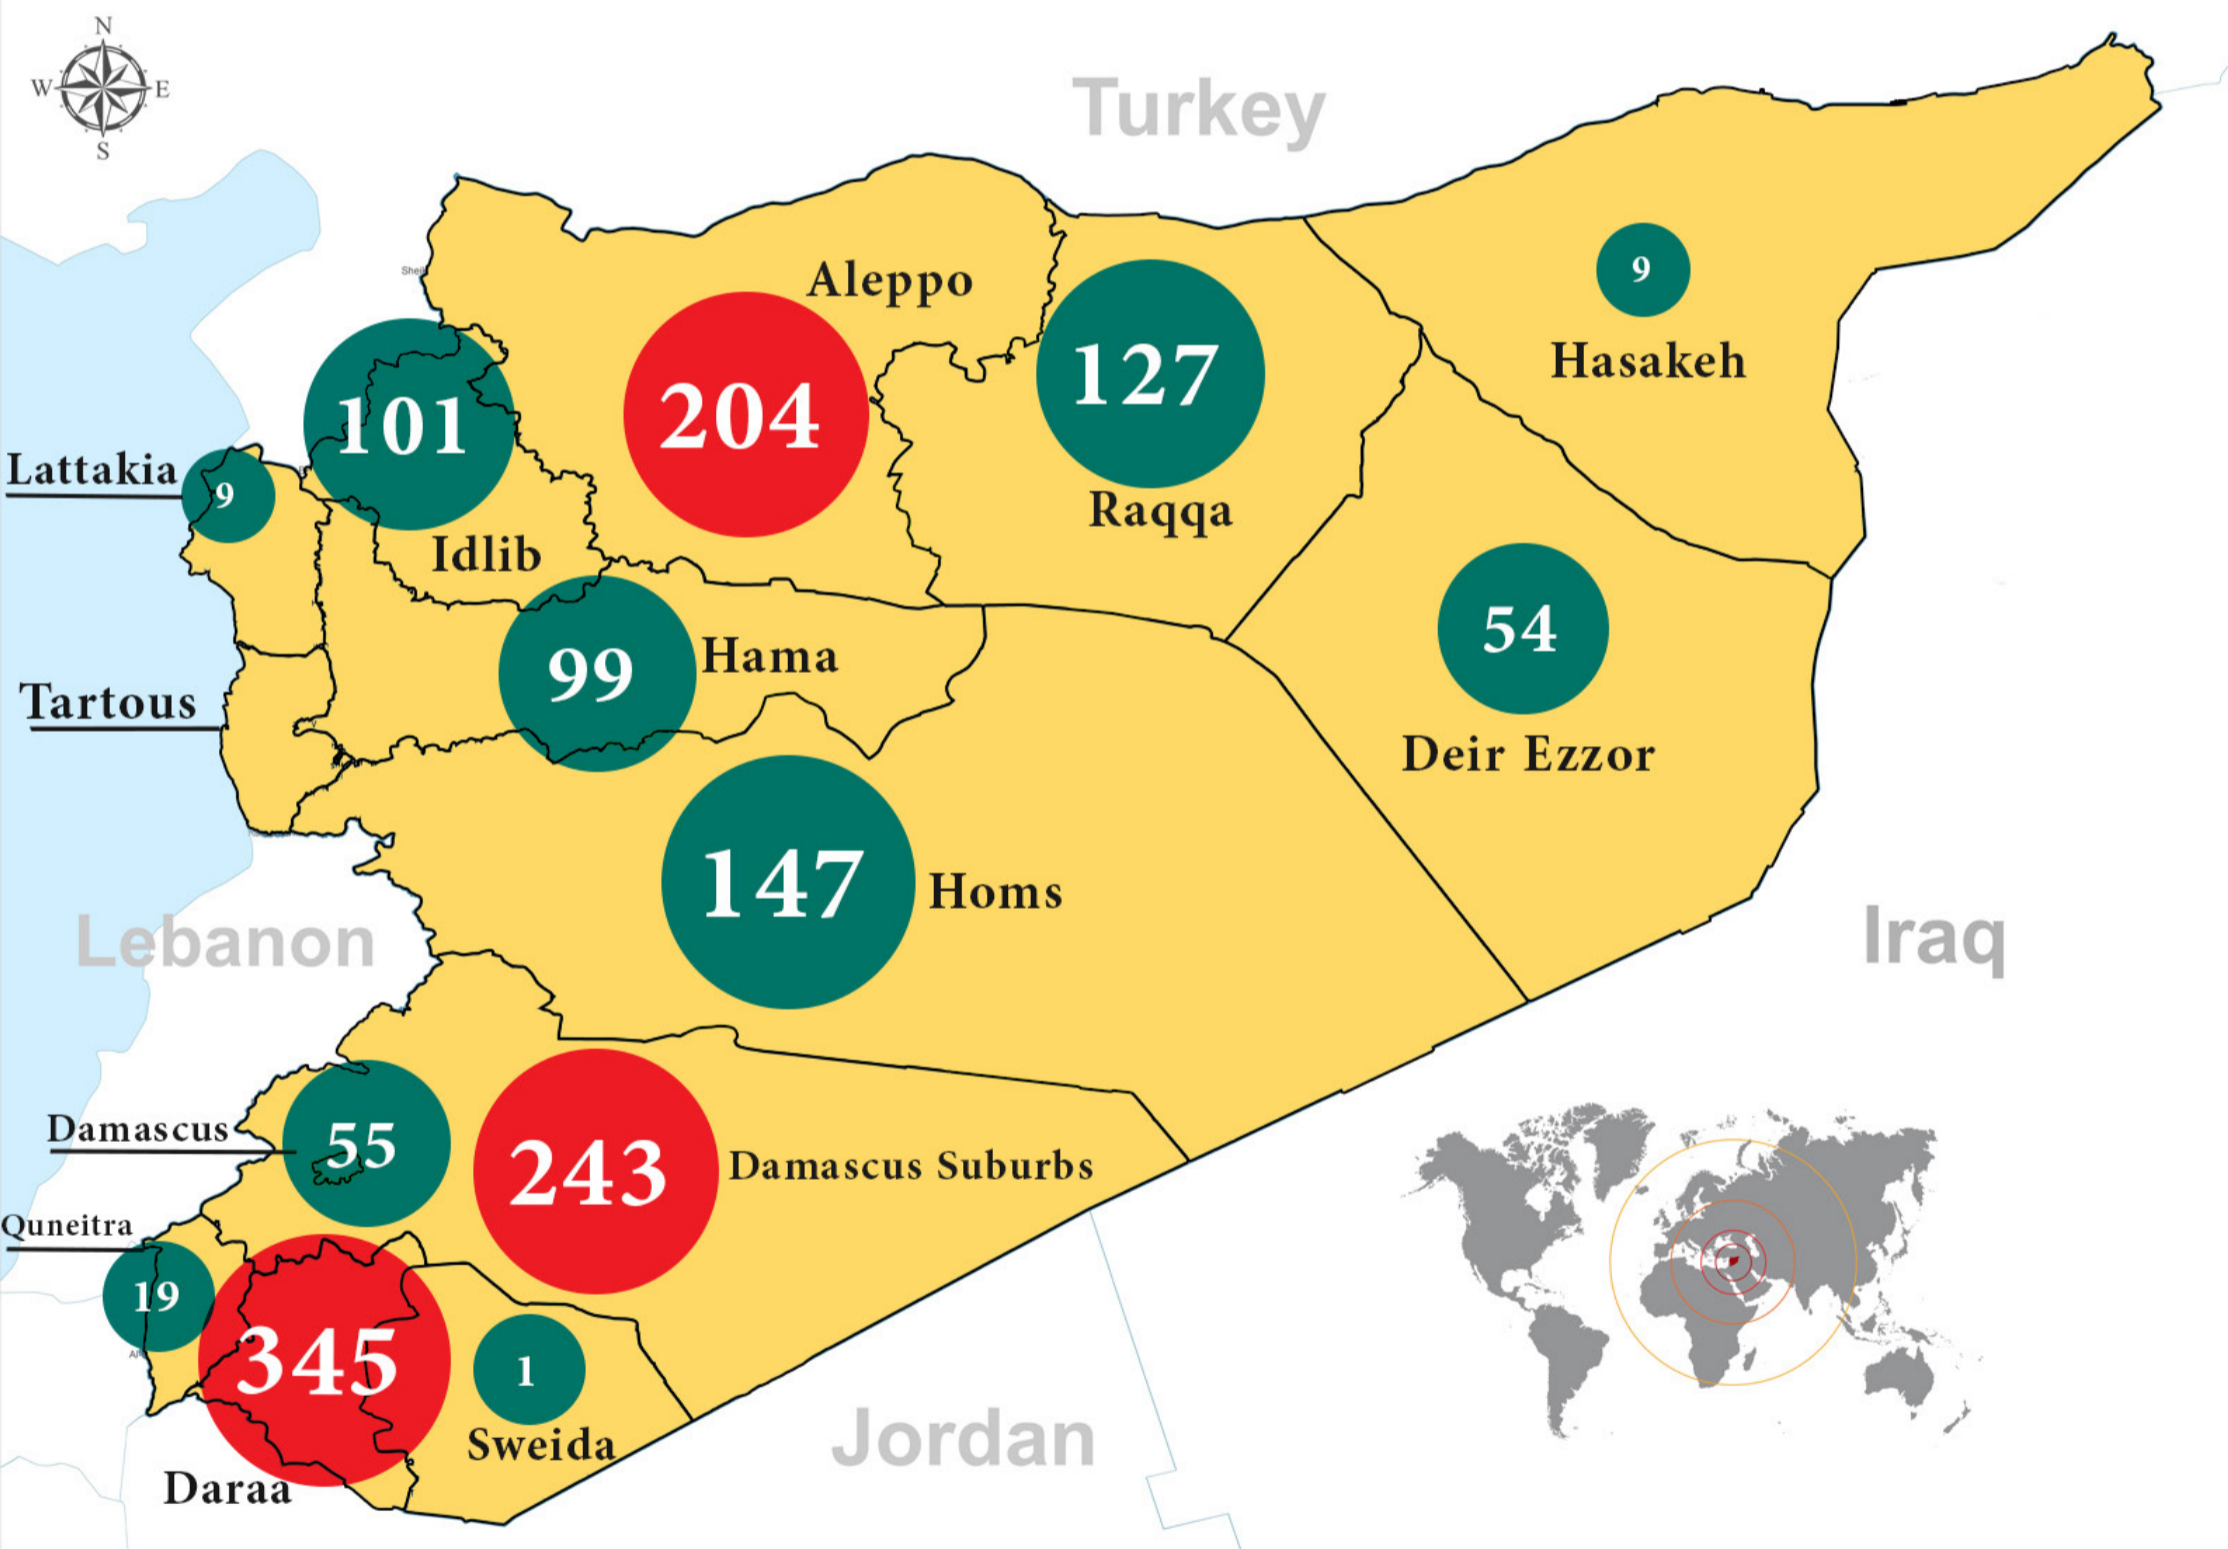 N
W
E
S
Turkey
Aleppo
9
Hasakeh
101
204
127
Lattakia
9
Raqqa
Idlib
54
99
Hama
Tartous
Deir Ezzor
147
Homs
Lebanon
Iraq
Damascus
55
243
Damascus Suburbs
Quneitra
19
345
1
Sweida
Jordan
Daraa